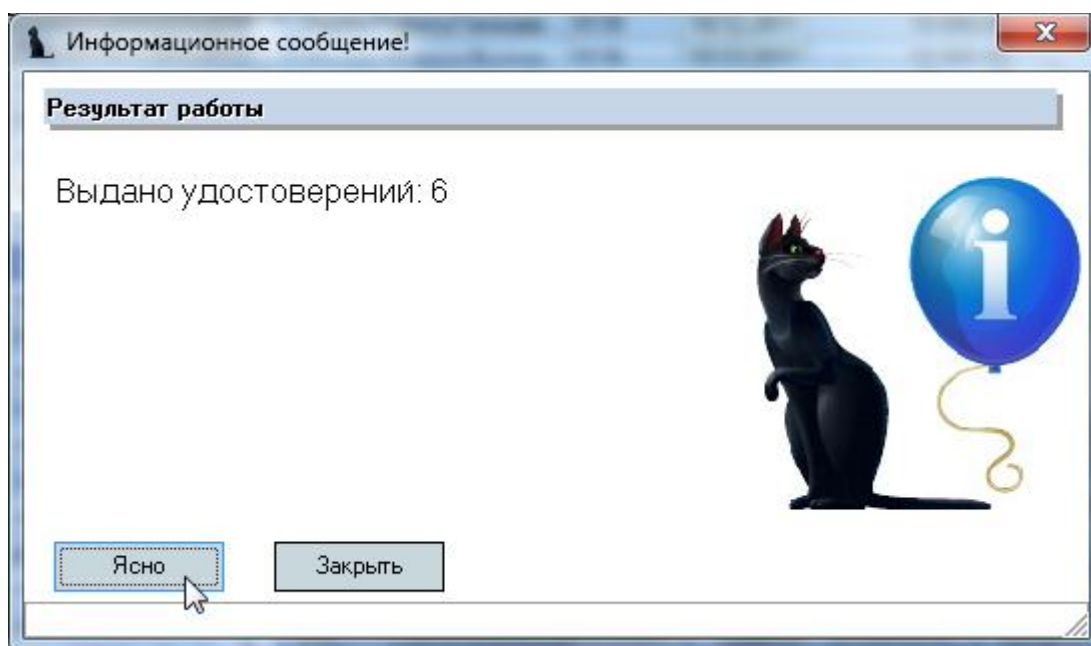 Информационное сообщение!
Результат работы
Выдано удостоверений: 6
i
Ясно
Закрыть